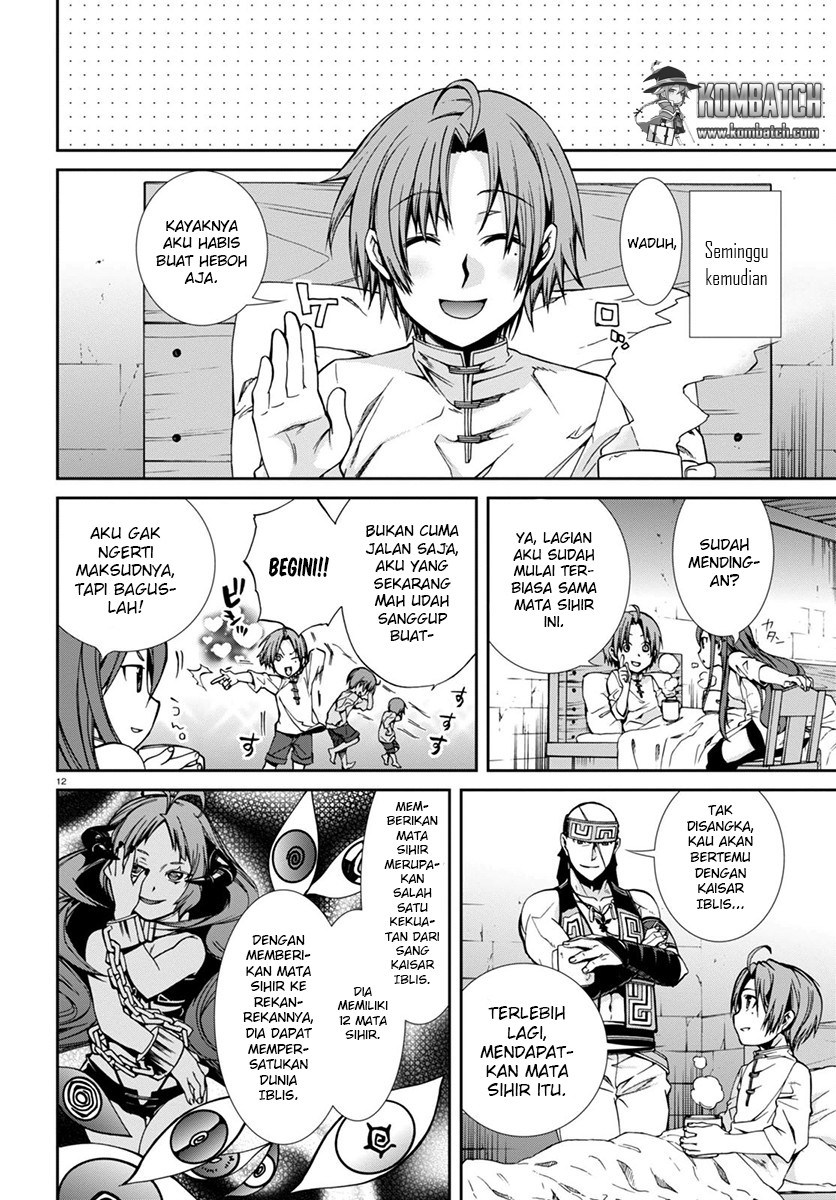 KOMBATCH
www.kombatch.com
Seminggu
kemudian
WADUH,
KAYAKNYA
AKU HABIS
BUAT HEBOH
AJA.
SUDAH
MENDING-
AN?
YA, LAGIAN
AKU SUDAH
MULAI TER-
BIASA SAMA
MATA SIHIR
INI.
BUKAN CUMA
JALAN SAJA,
AKU YANG
SEKARANG
MAH UDAH
SANGGUP
BUAT-
BEGINI!!
AKU GAK
NGERTI
MAKSUDNYA,
TAPI BAGUS-
LAH!
TAK
DISANGKA,
KAU AKAN
BERTEMU
DENGAN
KAISAR
IBLIS...
TERLEBIH
LAGI,
MENDAPAT-
KAN MATA
SIHIR ITU.
MEM-
BERIKAN
MATA
SIHIR
MERUPA-
KAN
SALAH
SATU
KEKUA-
TAN DARI
SANG
KAISAR
IBLIS.
DIA
MEMILIKI
12 MATA
SIHIR.
DENGAN
MEMBER-
IKAN MATA
SIHIR KE
REKAN-
REKANNYA,
DIA DAPAT
MEMPER-
SATUKAN
DUNIA
IBLIS.
12